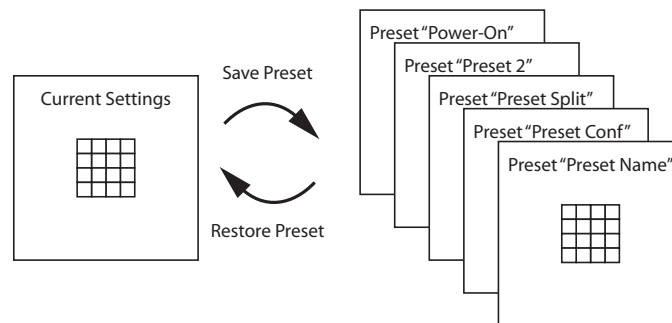 Current Settings
Save Preset
Restore Preset
Preset “Power-On”
Preset “Preset 2”
Preset “Preset Split”
Preset “Preset Conf”
Preset “Preset Name”